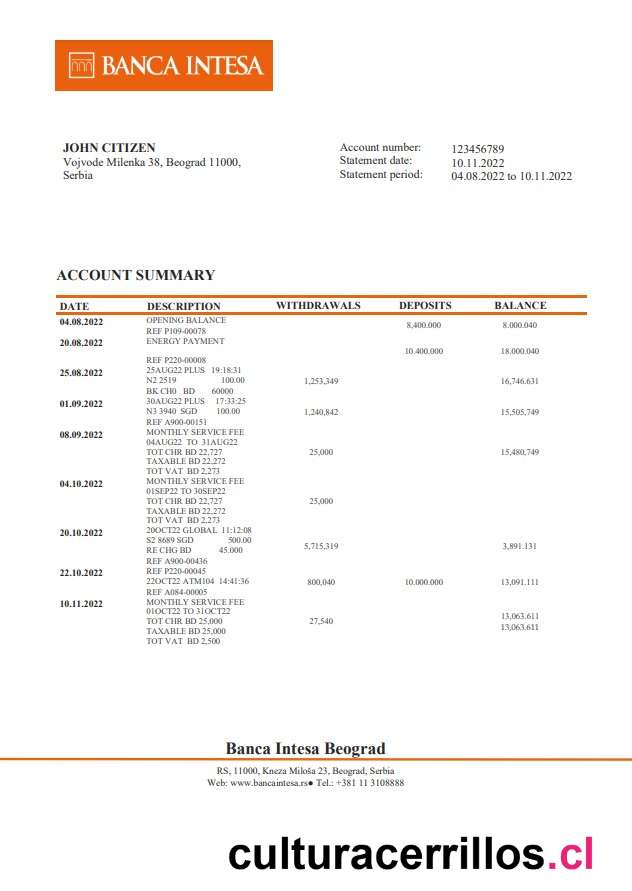 BANCA INTESA
JOHN CITIZEN
Vojvode Milenka 38, Beograd 11000,
Serbia
Account number: 123456789
Statement date: 10.11.2022
Statement period: 04.08.2022 to 10.11.2022
ACCOUNT SUMMARY
DATE DESCRIPTION WITHDRAWALS DEPOSITS BALANCE
04.08.2022 OPENING BALANCE 8,400.000 8.000.040
REF P109-00078
20.08.2022 ENERGY PAYMENT
10.400.000 18.000.040
REF P220-00008
25.08.2022 25AUG22 PLUS 19:18:31
N2 2519 100.00 1,253,349 16,746.631
BK CH0 BD 60000
01.09.2022 30AUG22 PLUS 17:33:25
N3 3940 SGD 100.00 1,240,842 15,505,749
REF A900-00151
08.09.2022 MONTHLY SERVICE FEE
04AUG22 TO 31AUG22
TOT CHR BD 22,727 25,000 15,480,749
TAXABLE BD 22,272
TOT VAT BD 2,273
04.10.2022 MONTHLY SERVICE FEE
01SEP22 TO 30SEP22
TOT CHR BD 22,727 25,000
TAXABLE BD 22,272
TOT VAT BD 2,273
20.10.2022 20OCT22 GLOBAL 11:12:08
S2 8689 SGD 500.00
RE CHG BD 45.000 5,715,319 3,891.131
REF A900-00436
22.10.2022 REF P220-00045
22OCT22 ATM104 14:41:36 800,040 10.000.000 13,091.111
REF A084-00005
10.11.2022 MONTHLY SERVICE FEE
01OCT22 TO 31OCT22
TOT CHR BD 25,000 27,540 13,063.611
TAXABLE BD 25,000 13,063.611
TOT VAT BD 2,500
Banca Intesa Beograd
RS, 11000, Kneza Miloša 23, Beograd, Serbia
Web: www.bancaintesa.rs● Tel.: +381 11 3108888
culturacerrillos.cl